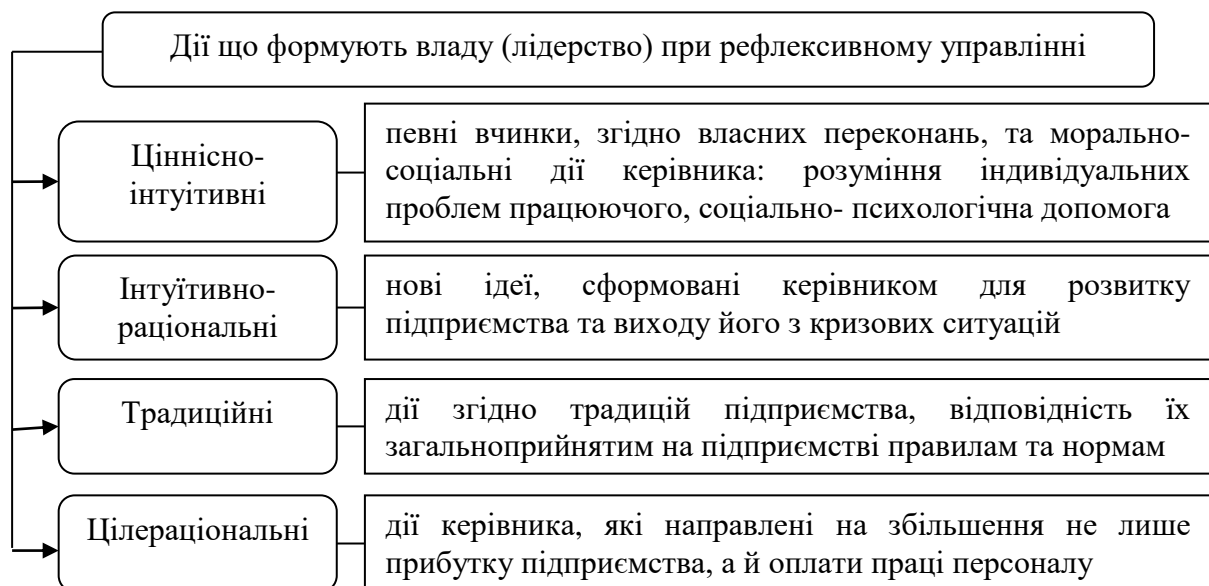 Дії що формують владу (лідерство) при рефлексивному управлінні
Ціннісно-
інтуітивні
певні вчинки, згідно власних переконань, та морально-
соціальні дії керівника: розуміння індивідуальних
проблем працюючого, соціально- психологічна допомога
Інтуїтивно-
раціональні
нові ідеї, сформовані керівником для розвитку
підприємства та виходу його з кризових ситуацій
Традиційні
дії згідно традицій підприємства, відповідність їх
загальноприйнятим на підприємстві правилам та нормам
Цілераціональні
дії керівника, які направлені на збільшення не лише
прибутку підприємства, а й оплати праці персоналу